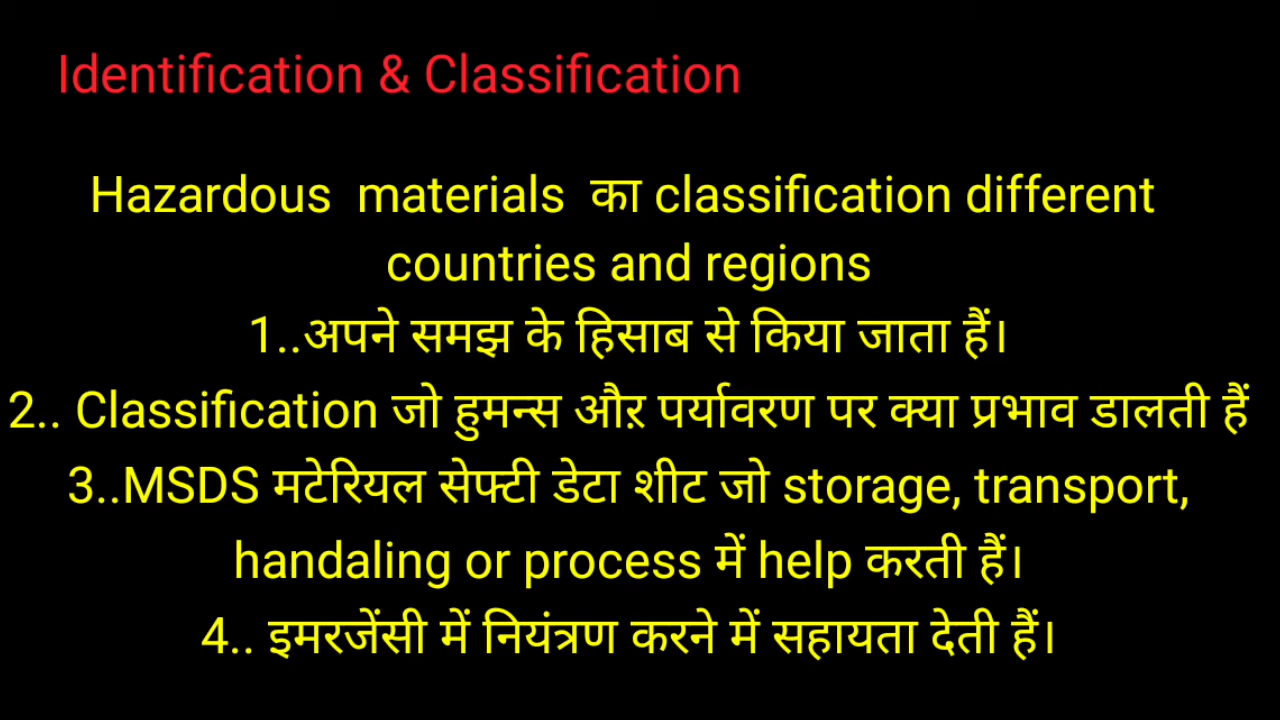 Identification & Classification
Hazardous materials का classification different
countries and regions
1..अपने समझ के हिसाब से किया जाता हैं।
2.. Classification जो हुमन्स औऱ पर्यावरण पर क्या प्रभाव डालती हैं
3..MSDS मटेरियल सेफ्टी डेटा शीट जो storage, transport,
handaling or process में help करती हैं।
4.. इमरजेंसी में नियंत्रण करने में सहायता देती हैं।